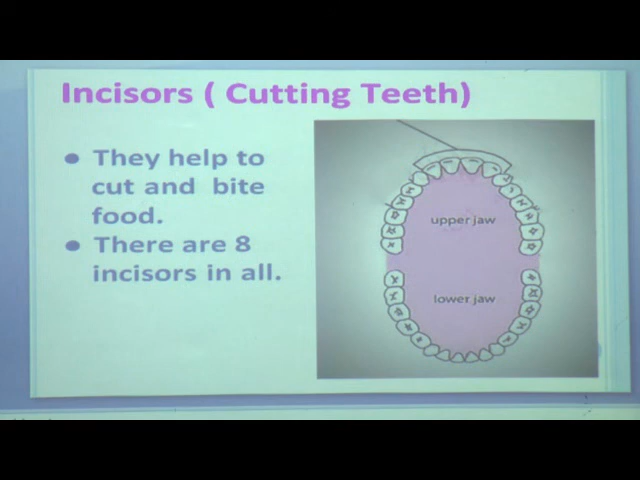 Incisors ( Cutting Teeth)
● They help to
cut and bite
food.
● There are 8
incisors in all.
upper jaw
lower jaw